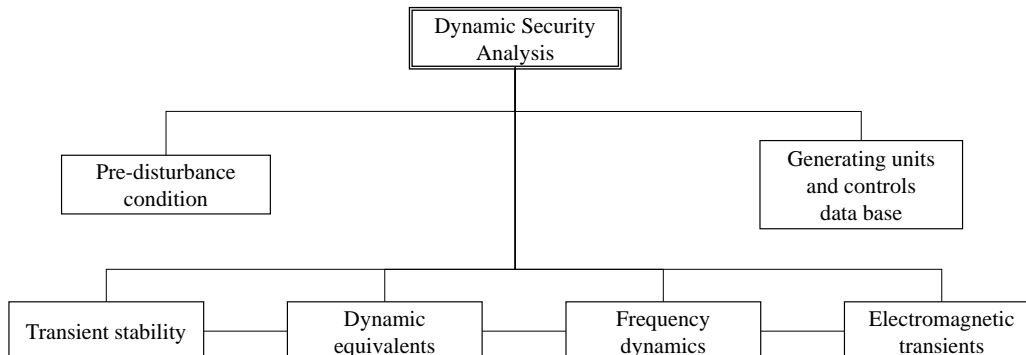 Dynamic Security
Analysis
Pre-disturbance
condition
Generating units
and controls
data base
Transient stability
Dynamic
equivalents
Frequency
dynamics
Electromagnetic
transients